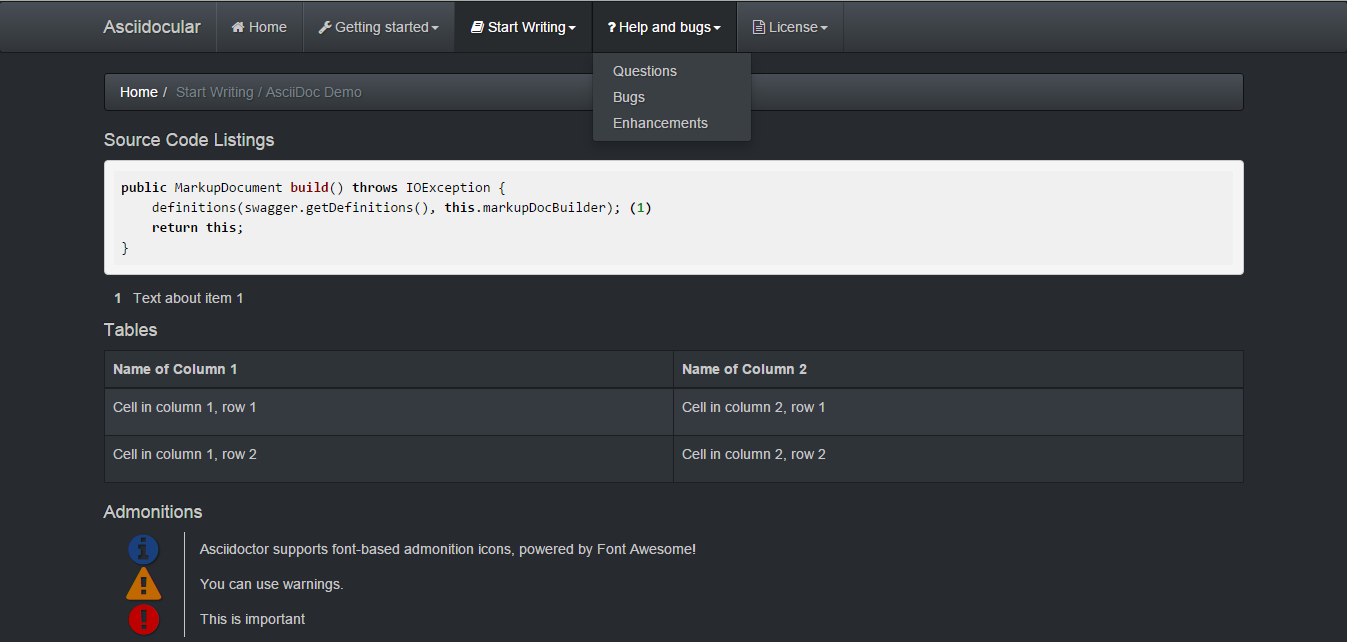 Asciidocular Home Getting started Start Writing ? Help and bugs License
Questions
Bugs
Enhancements
Home / Start Writing / AsciiDoc Demo
Source Code Listings
public MarkupDocument build() throws IOException {
    definitions(swagger.getDefinitions(), this.markupDocBuilder); (1)
    return this;
}
1 Text about item 1
Tables
Name of Column 1 Name of Column 2
Cell in column 1, row 1 Cell in column 2, row 1
Cell in column 1, row 2 Cell in column 2, row 2
Admonitions
Asciidoctor supports font-based admonition icons, powered by Font Awesome!
You can use warnings.
This is important